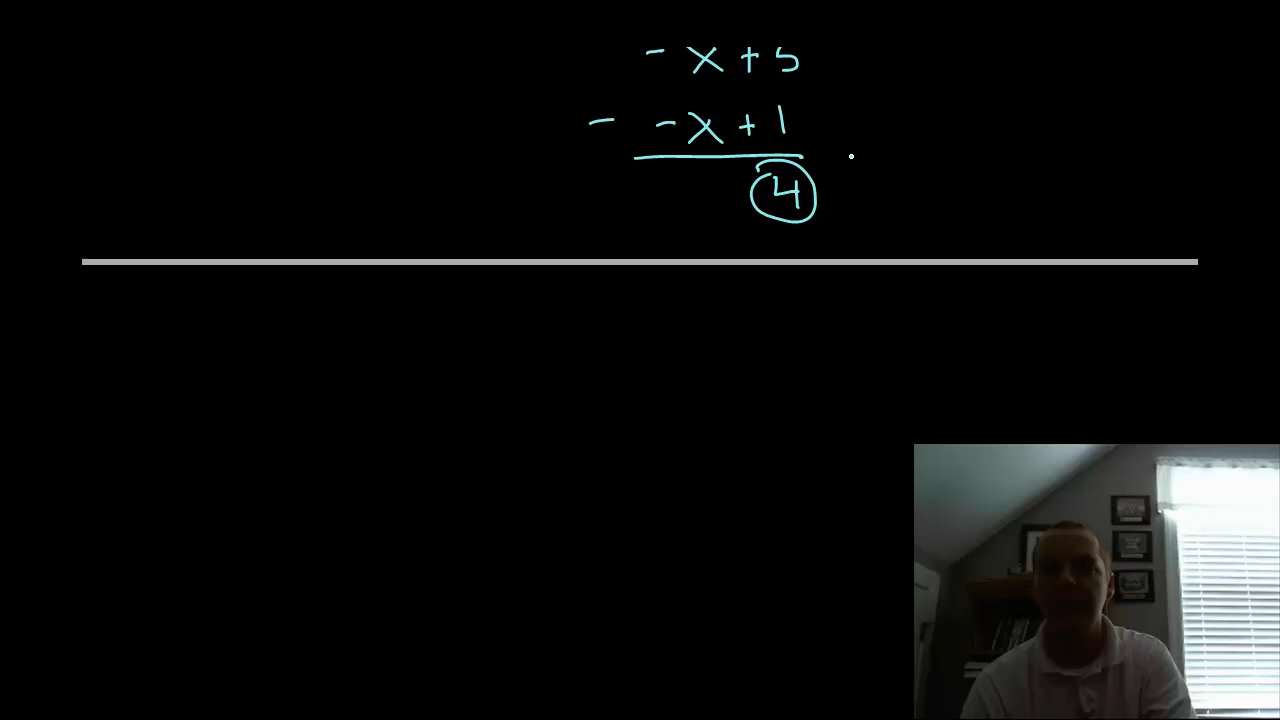 - x + 5
- - x + 1
4